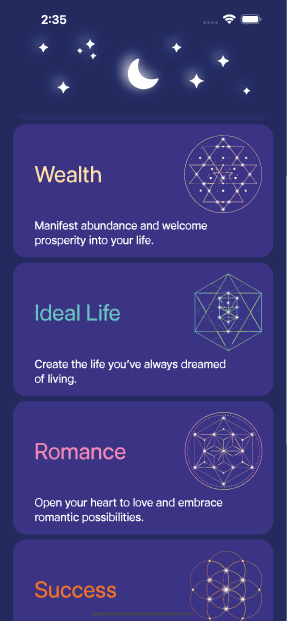 2:35
Wealth
Manifest abundance and welcome
prosperity into your life.
Ideal Life
Create the life you’ve always dreamed
of living.
Romance
Open your heart to love and embrace
romantic possibilities.
Success